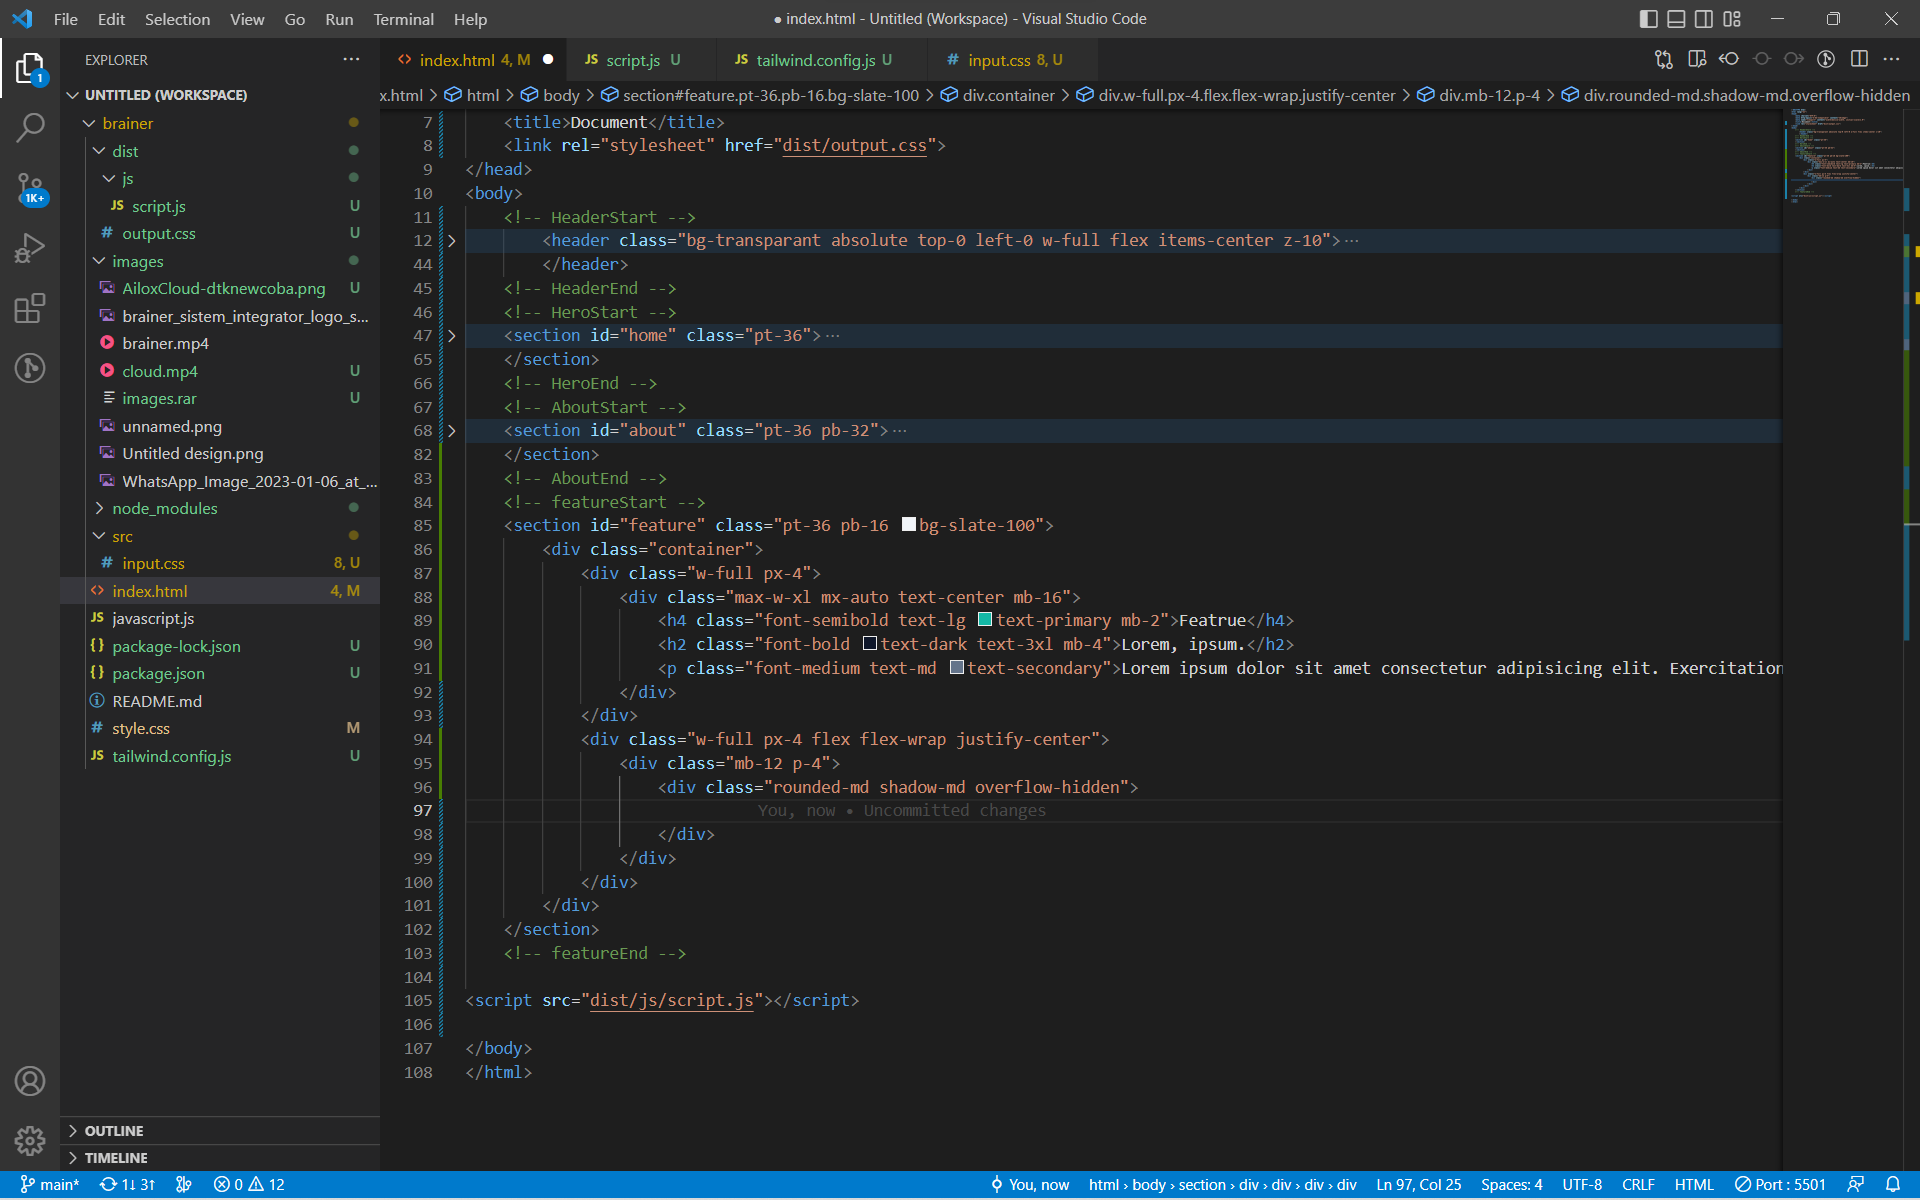 File Edit Selection View Go Run Terminal Help
● index.html - Untitled (Workspace) - Visual Studio Code
EXPLORER
UNTITLED (WORKSPACE)
brainer
dist
js
JS script.js U
# output.css U
images
AiloxCloud-dtknewcoba.png U
brainer_sistem_integrator_logo_s...
brainer.mp4
cloud.mp4 U
images.rar U
unnamed.png
Untitled design.png
WhatsApp_Image_2023-01-06_at_...
node_modules
src
# input.css 8, U
<> index.html 4, M
JS javascript.js
{} package-lock.json U
{} package.json U
README.md
# style.css M
JS tailwind.config.js U
OUTLINE
TIMELINE
1
1K+
<> index.html 4, M ●
JS script.js U
JS tailwind.config.js U
# input.css 8, U
x.html > html > body > section#feature.pt-36.pb-16.bg-slate-100 > div.container > div.w-full.px-4.flex.flex-wrap.justify-center > div.mb-12.p-4 > div.rounded-md.shadow-md.overflow-hidden
7 <title>Document</title>
8 <link rel="stylesheet" href="dist/output.css">
9 </head>
10 <body>
11 <!-- HeaderStart -->
12 <header class="bg-transparant absolute top-0 left-0 w-full flex items-center z-10">…
44 </header>
45 <!-- HeaderEnd -->
46 <!-- HeroStart -->
47 <section id="home" class="pt-36">…
65 </section>
66 <!-- HeroEnd -->
67 <!-- AboutStart -->
68 <section id="about" class="pt-36 pb-32">…
82 </section>
83 <!-- AboutEnd -->
84 <!-- featureStart -->
85 <section id="feature" class="pt-36 pb-16 bg-slate-100">
86 <div class="container">
87 <div class="w-full px-4">
88 <div class="max-w-xl mx-auto text-center mb-16">
89 <h4 class="font-semibold text-lg text-primary mb-2">Featrue</h4>
90 <h2 class="font-bold text-dark text-3xl mb-4">Lorem, ipsum.</h2>
91 <p class="font-medium text-md text-secondary">Lorem ipsum dolor sit amet consectetur adipisicing elit. Exercitation
92 </div>
93 </div>
94 <div class="w-full px-4 flex flex-wrap justify-center">
95 <div class="mb-12 p-4">
96 <div class="rounded-md shadow-md overflow-hidden">
97 You, now • Uncommitted changes
98 </div>
99 </div>
100 </div>
101 </div>
102 </section>
103 <!-- featureEnd -->
104
105 <script src="dist/js/script.js"></script>
106
107 </body>
108 </html>
main* 1↓ 3↑ 0 12
You, now html > body > section > div > div > div > div Ln 97, Col 25 Spaces: 4 UTF-8 CRLF HTML Port : 5501